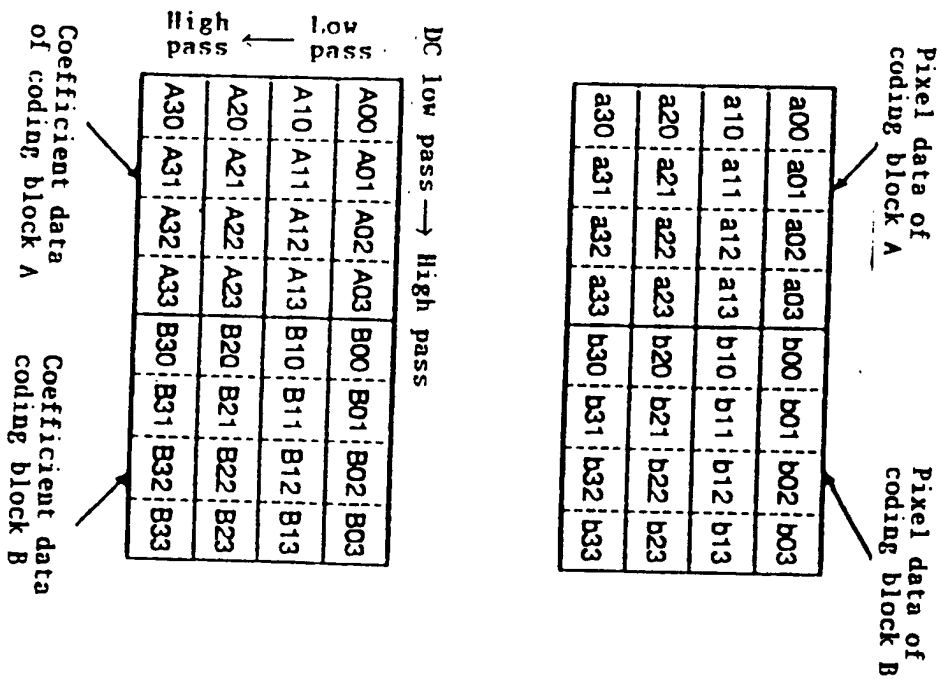 Pixel data of
coding block A
Pixel data of
coding block B
a00 a01 a02 a03 b00 b01 b02 b03
a10 a11 a12 a13 b10 b11 b12 b13
a20 a21 a22 a23 b20 b21 b22 b23
a30 a31 a32 a33 b30 b31 b32 b33
DC low pass → High pass
Low
pass
High
pass
A00 A01 A02 A03 B00 B01 B02 B03
A10 A11 A12 A13 B10 B11 B12 B13
A20 A21 A22 A23 B20 B21 B22 B23
A30 A31 A32 A33 B30 B31 B32 B33
Coefficient data
of coding block A
Coefficient data
coding block B